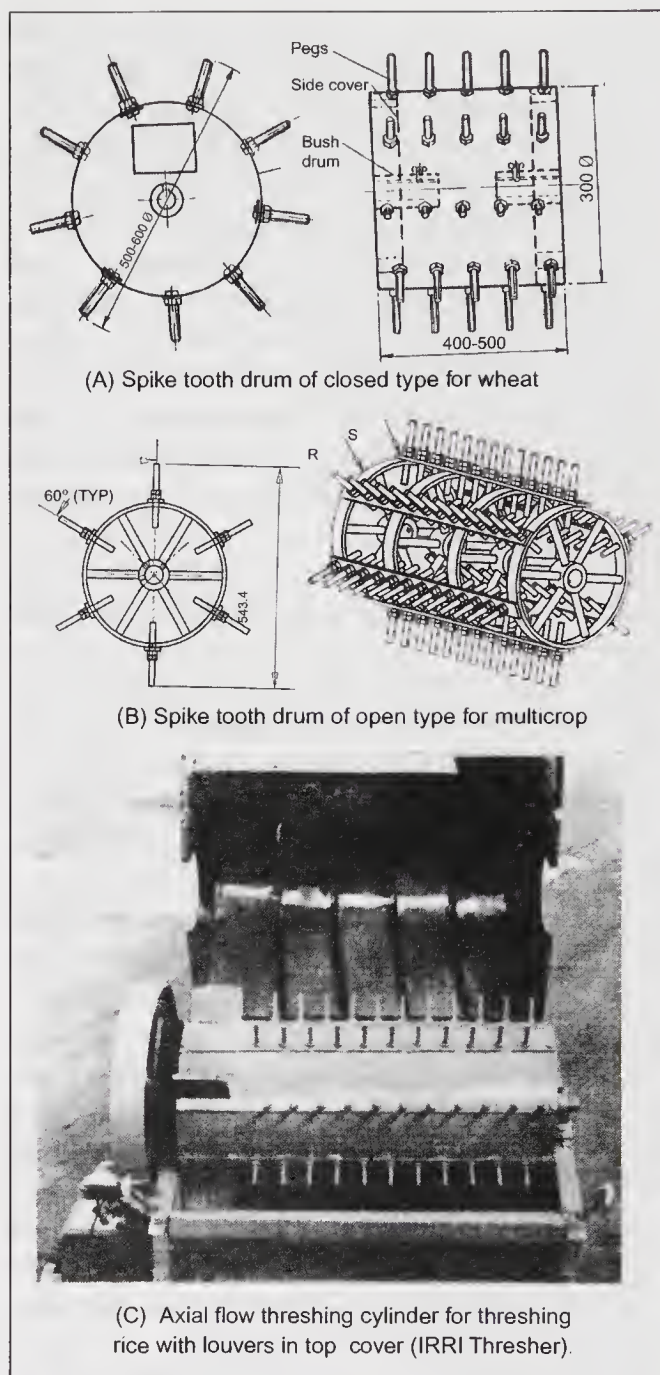 Pegs
Side cover
Bush
drum
500-600 Ø
300 Ø
400-500
(A) Spike tooth drum of closed type for wheat
60° (TYP)
543.4
R
S
(B) Spike tooth drum of open type for multicrop
(C) Axial flow threshing cylinder for threshing
rice with louvers in top cover (IRRI Thresher).